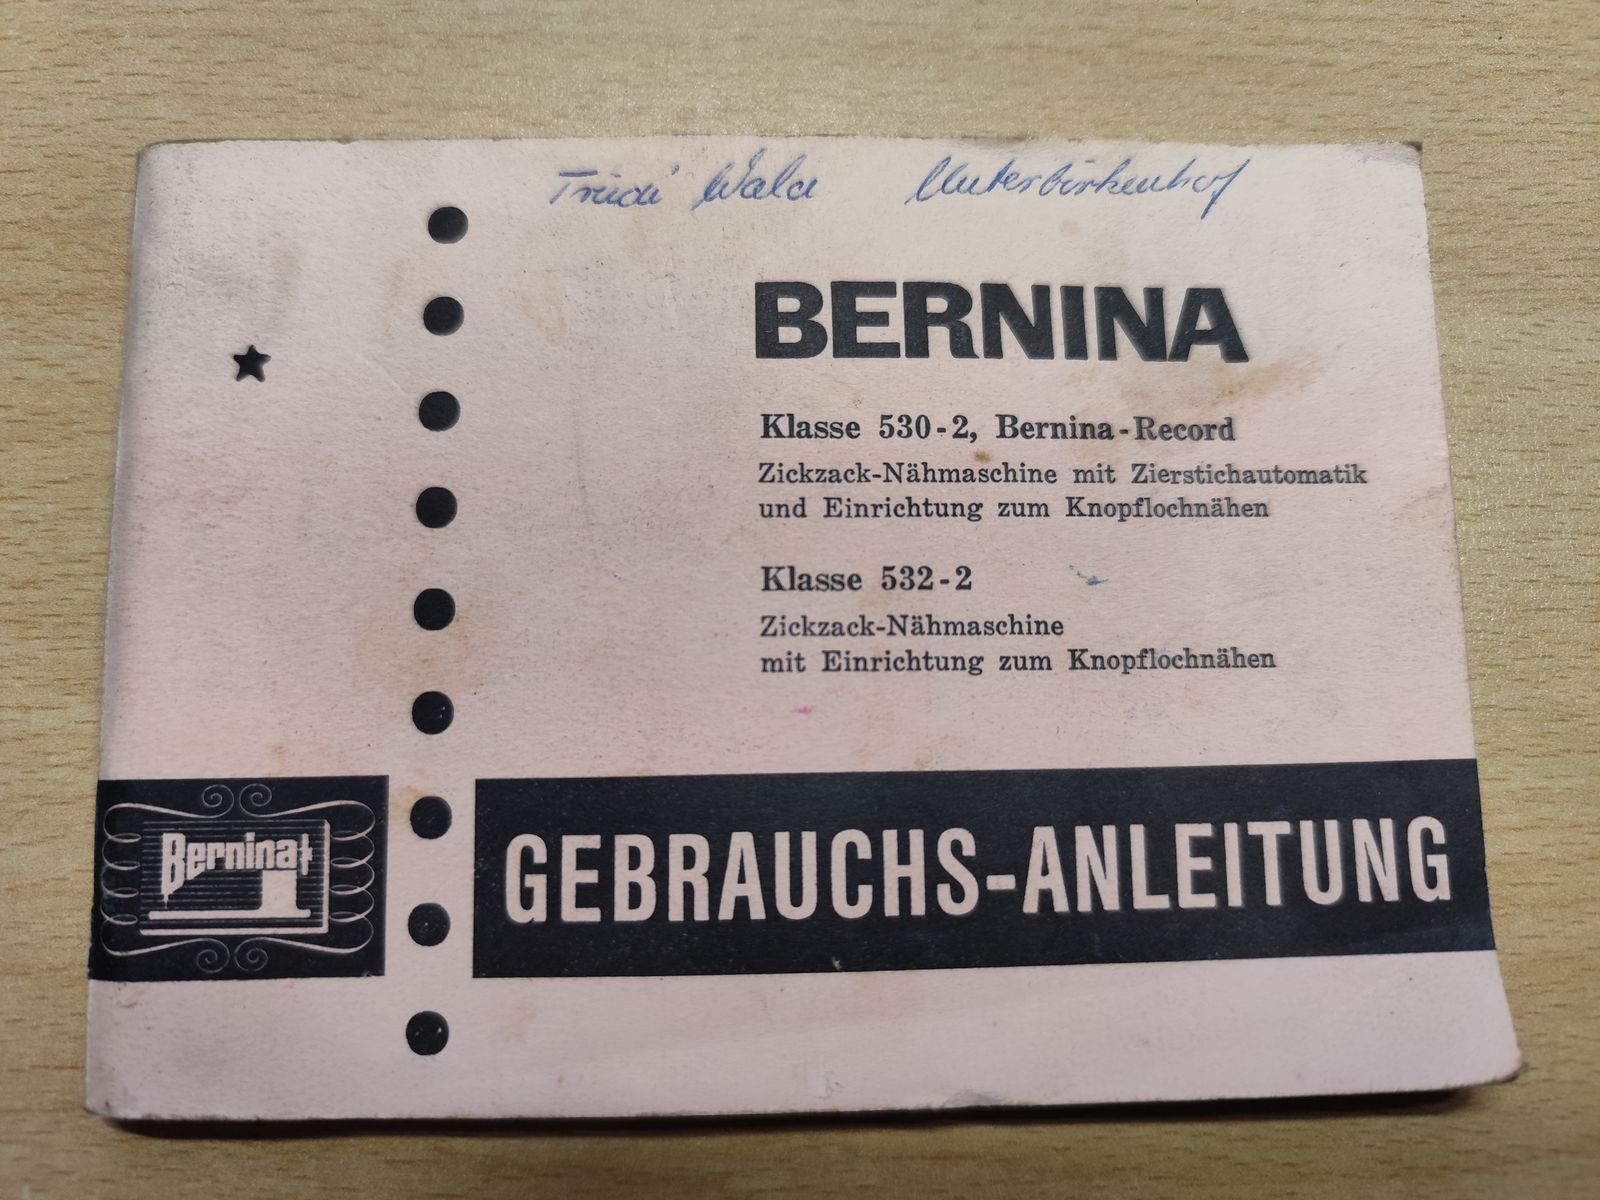 Trudi Wala Unterbirkenhof
BERNINA
Klasse 530-2, Bernina-Record
Zickzack-Nähmaschine mit Zierstichautomatik
und Einrichtung zum Knopflochnähen
Klasse 532-2
Zickzack-Nähmaschine
mit Einrichtung zum Knopflochnähen
Bernina
GEBRAUCHS-ANLEITUNG